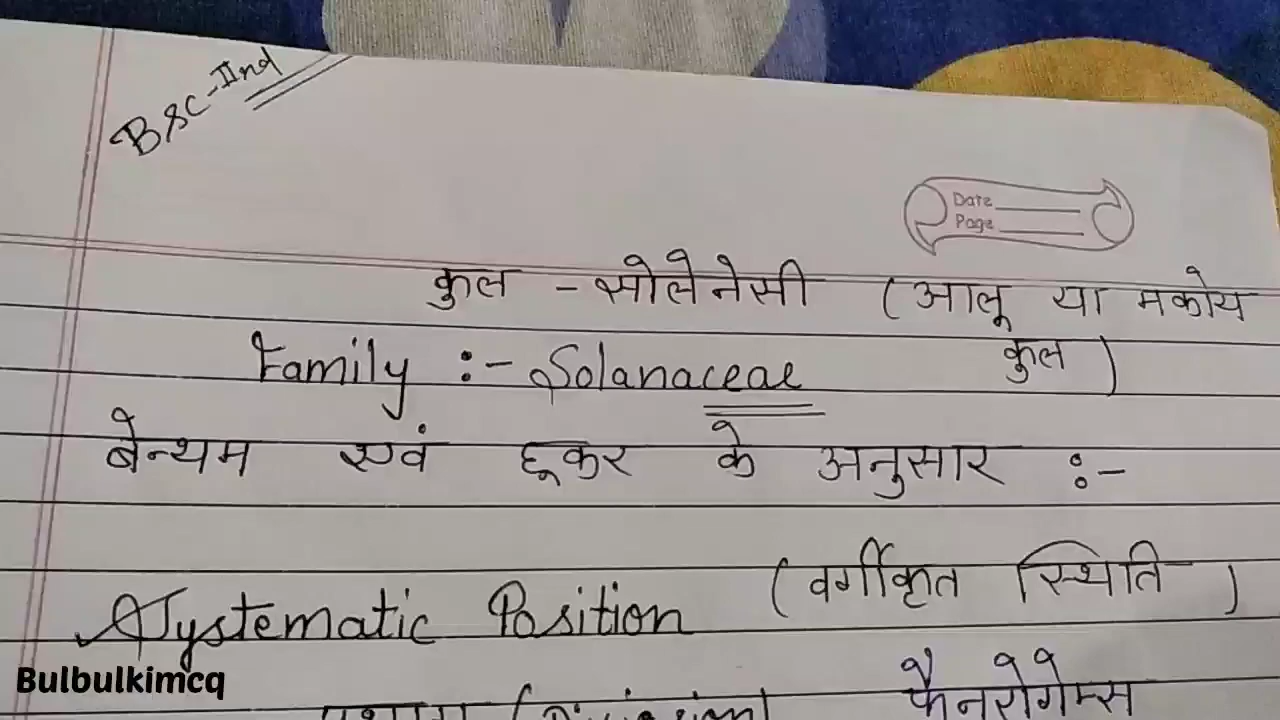 BSC-IInd
Date
Page
कुल - सोलेनेसी (आलू या मकोय
कुल)
Family :- Solanaceae
बेन्थम एवं हूकर के अनुसार :-
Systematic Position (वर्गीकृत स्थिति)
फैनरोगेम्स
Bulbulkimcq